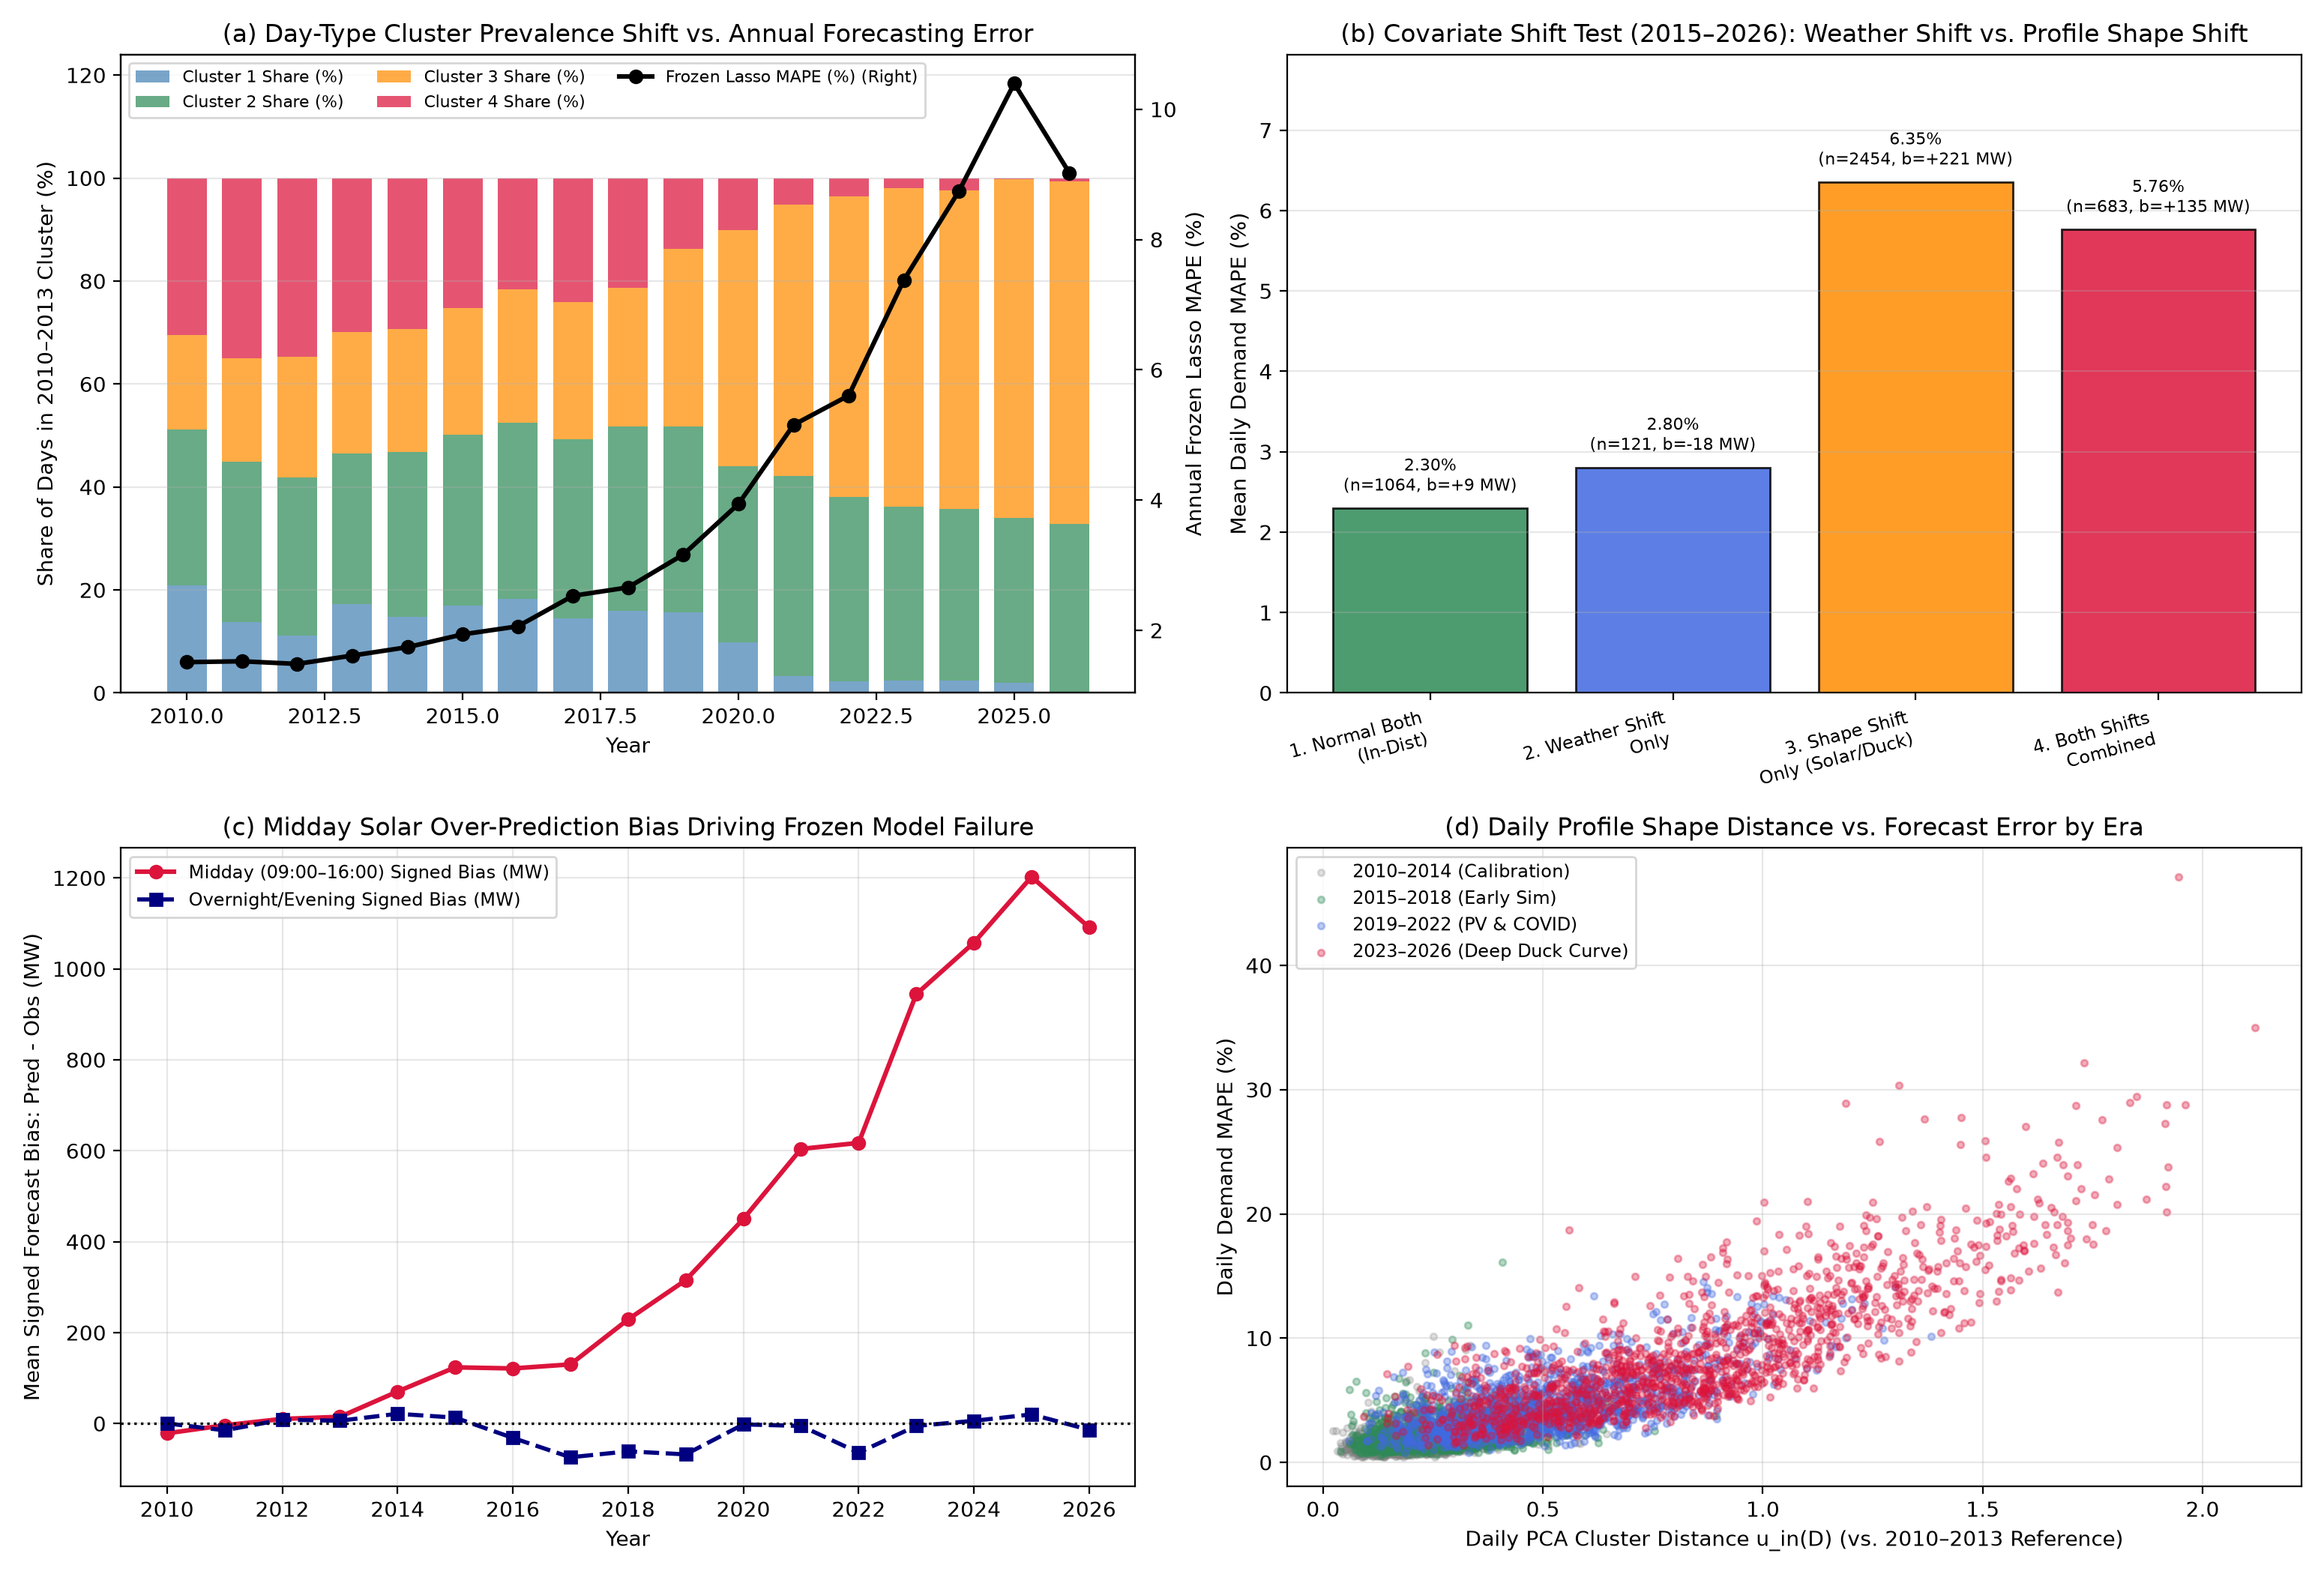 (a) Day-Type Cluster Prevalence Shift vs. Annual Forecasting Error
Cluster 1 Share (%)
Cluster 2 Share (%)
Cluster 3 Share (%)
Cluster 4 Share (%)
Frozen Lasso MAPE (%) (Right)
Share of Days in 2010–2013 Cluster (%)
120
100
80
60
40
20
0
10
8
6
4
2
Annual Frozen Lasso MAPE (%)
2010.0
2012.5
2015.0
2017.5
2020.0
2022.5
2025.0
Year
(b) Covariate Shift Test (2015–2026): Weather Shift vs. Profile Shape Shift
Mean Daily Demand MAPE (%)
7
6
5
4
3
2
1
0
2.30%
(n=1064, b=+9 MW)
2.80%
(n=121, b=-18 MW)
6.35%
(n=2454, b=+221 MW)
5.76%
(n=683, b=+135 MW)
1. Normal Both
(In-Dist)
2. Weather Shift
Only
3. Shape Shift
Only (Solar/Duck)
4. Both Shifts
Combined
(c) Midday Solar Over-Prediction Bias Driving Frozen Model Failure
Midday (09:00–16:00) Signed Bias (MW)
Overnight/Evening Signed Bias (MW)
Mean Signed Forecast Bias: Pred - Obs (MW)
1200
1000
800
600
400
200
0
2010
2012
2014
2016
2018
2020
2022
2024
2026
Year
(d) Daily Profile Shape Distance vs. Forecast Error by Era
2010–2014 (Calibration)
2015–2018 (Early Sim)
2019–2022 (PV & COVID)
2023–2026 (Deep Duck Curve)
Daily Demand MAPE (%)
40
30
20
10
0
0.0
0.5
1.0
1.5
2.0
Daily PCA Cluster Distance u_in(D) (vs. 2010–2013 Reference)